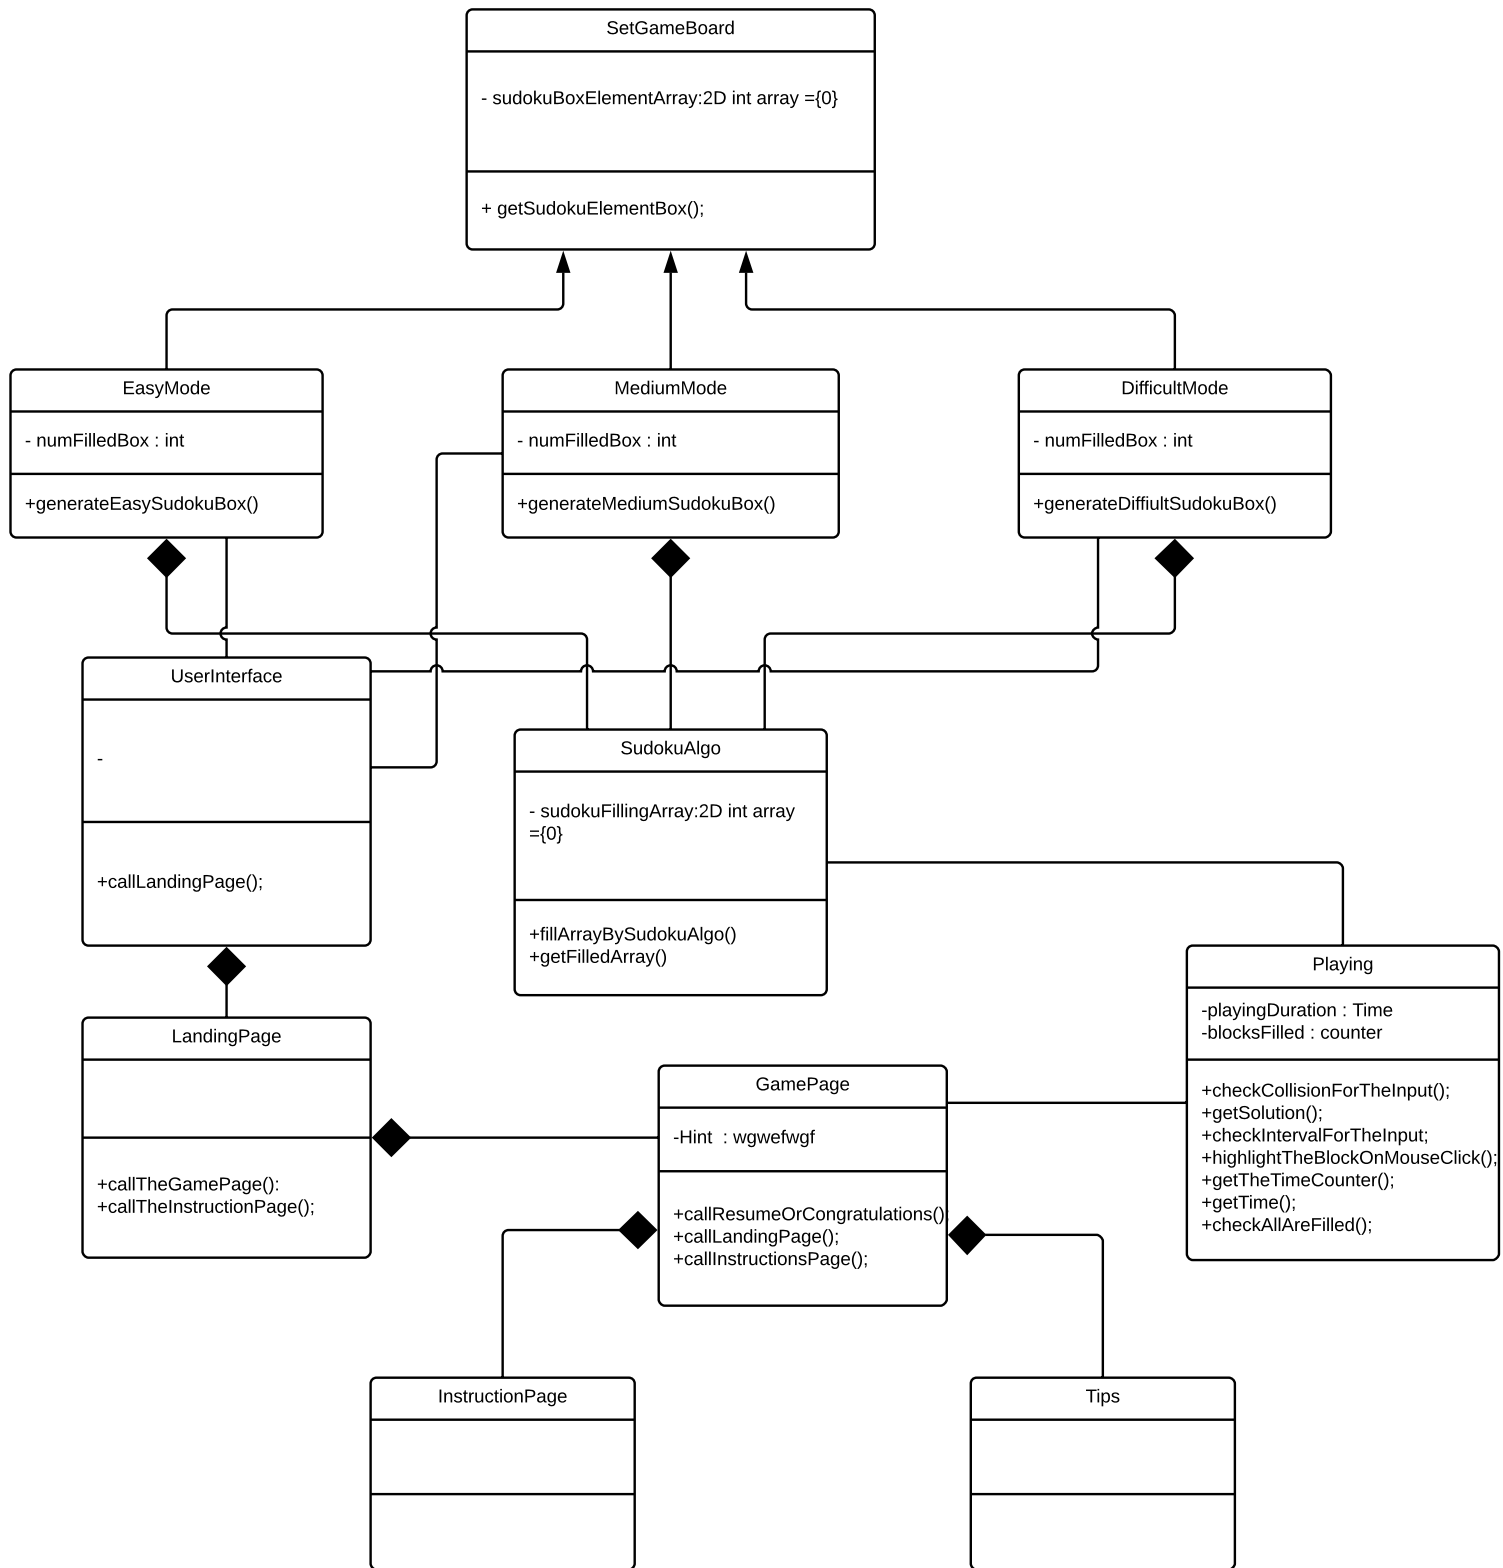 SetGameBoard
- sudokuBoxElementArray:2D int array ={0}
+ getSudokuElementBox();
EasyMode
- numFilledBox : int
+generateEasySudokuBox()
MediumMode
- numFilledBox : int
+generateMediumSudokuBox()
DifficultMode
- numFilledBox : int
+generateDiffiultSudokuBox()
UserInterface
-
+callLandingPage();
SudokuAlgo
- sudokuFillingArray:2D int array
={0}
+fillArrayBySudokuAlgo()
+getFilledArray()
Playing
-playingDuration : Time
-blocksFilled : counter
+checkCollisionForTheInput();
+getSolution();
+checkIntervalForTheInput;
+highlightTheBlockOnMouseClick();
+getTheTimeCounter();
+getTime();
+checkAllAreFilled();
LandingPage
+callTheGamePage():
+callTheInstructionPage();
GamePage
-Hint  : wgwefwgf
+callResumeOrCongratulations();
+callLandingPage();
+callInstructionsPage();
InstructionPage
Tips